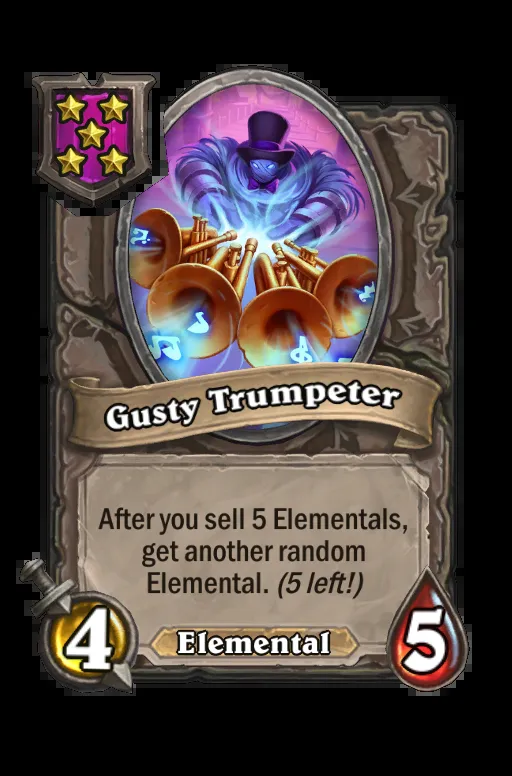 Gusty Trumpeter
After you sell 5 Elementals,
get another random
Elemental. (5 left!)
4
Elemental
5